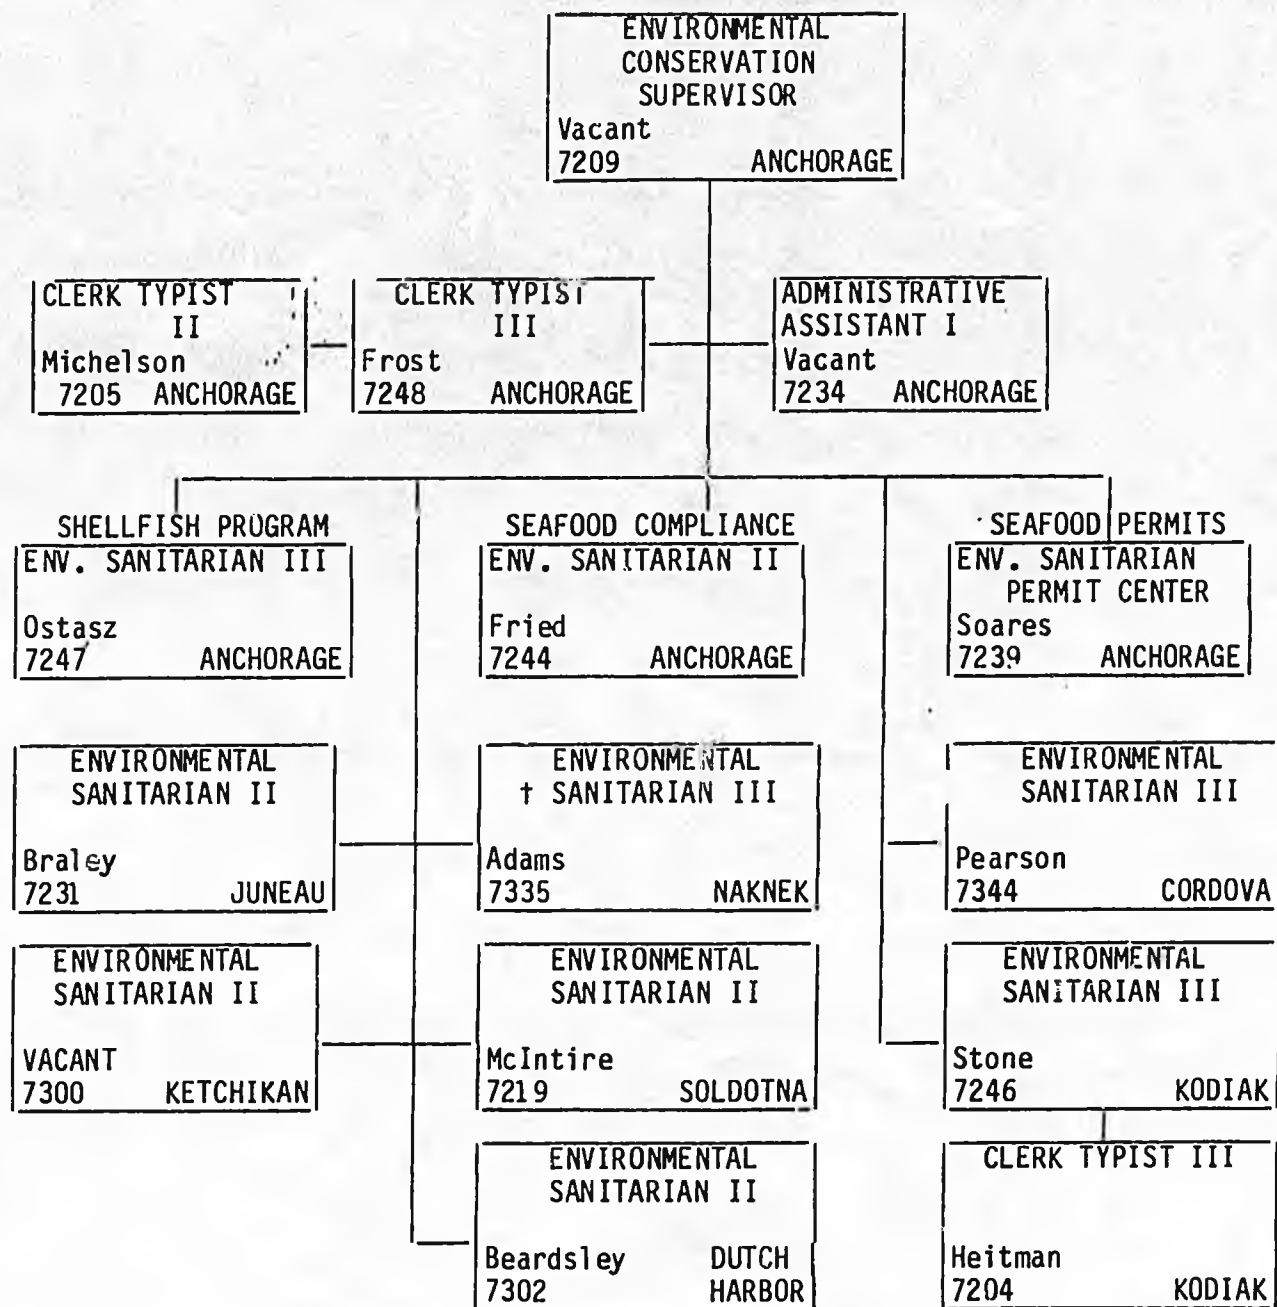 ENVIRONMENTAL
CONSERVATION
SUPERVISOR
Vacant
7209 ANCHORAGE
CLERK TYPIST
II
Michelson
7205 ANCHORAGE
CLERK TYPIST
III
Frost
7248 ANCHORAGE
ADMINISTRATIVE
ASSISTANT I
Vacant
7234 ANCHORAGE
SHELLFISH PROGRAM
ENV. SANITARIAN III
Ostasz
7247 ANCHORAGE
SEAFOOD COMPLIANCE
ENV. SANITARIAN II
Fried
7244 ANCHORAGE
SEAFOOD PERMITS
ENV. SANITARIAN
PERMIT CENTER
Soares
7239 ANCHORAGE
ENVIRONMENTAL
SANITARIAN II
Braley
7231 JUNEAU
ENVIRONMENTAL
† SANITARIAN III
Adams
7335 NAKNEK
ENVIRONMENTAL
SANITARIAN III
Pearson
7344 CORDOVA
ENVIRONMENTAL
SANITARIAN II
VACANT
7300 KETCHIKAN
ENVIRONMENTAL
SANITARIAN II
McIntire
7219 SOLDOTNA
ENVIRONMENTAL
SANITARIAN III
Stone
7246 KODIAK
ENVIRONMENTAL
SANITARIAN II
Beardsley DUTCH
7302 HARBOR
CLERK TYPIST III
Heitman
7204 KODIAK